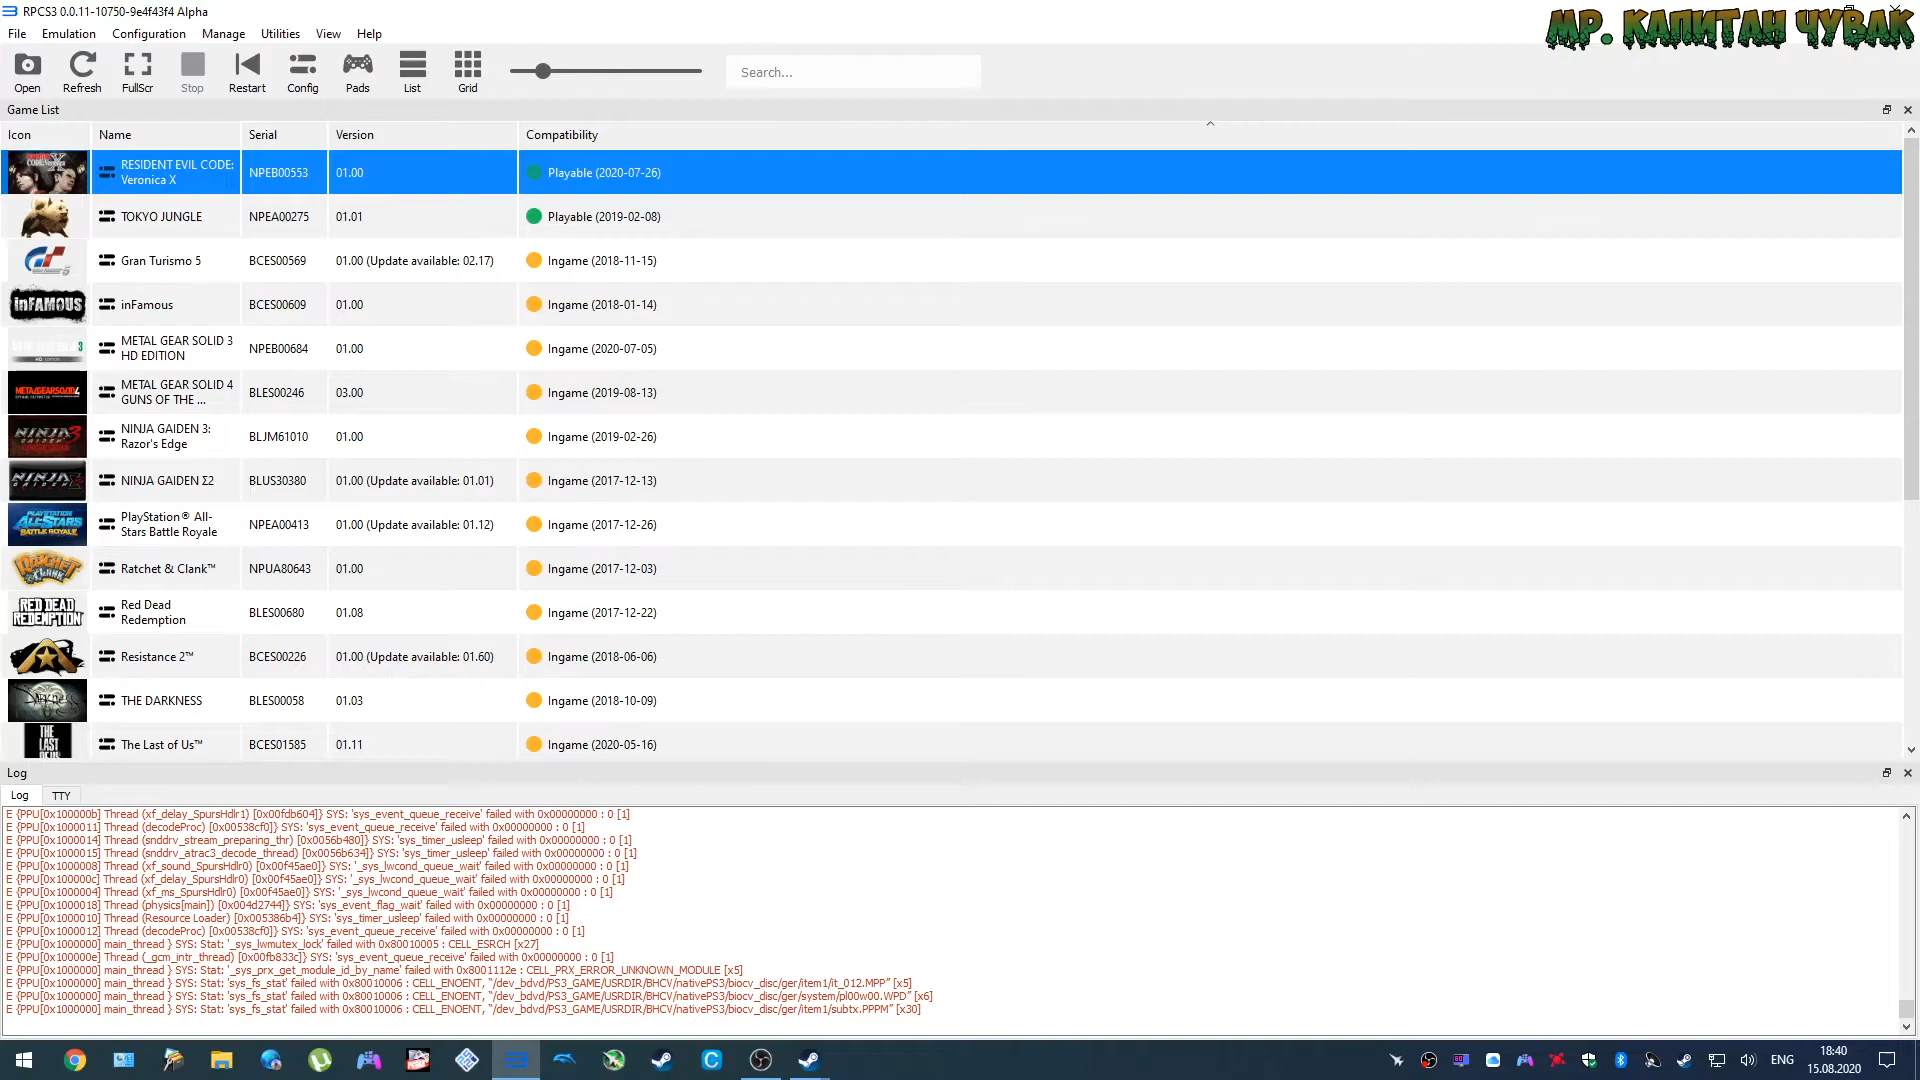 RPCS3 0.0.11-10750-9e4f43f4 Alpha
МР. КАПИТАН ЧУВАК
File Emulation Configuration Manage Utilities View Help
Open Refresh FullScr Stop Restart Config Pads List Grid Search...
Game List
Icon Name Serial Version Compatibility
RESIDENT EVIL CODE:
Veronica X NPEB00553 01.00 Playable (2020-07-26)
TOKYO JUNGLE NPEA00275 01.01 Playable (2019-02-08)
Gran Turismo 5 BCES00569 01.00 (Update available: 02.17) Ingame (2018-11-15)
inFAMOUS inFamous BCES00609 01.00 Ingame (2018-01-14)
METAL GEAR SOLID 3
HD EDITION NPEB00684 01.00 Ingame (2020-07-05)
METAL GEAR SOLID 4
GUNS OF THE ... BLES00246 03.00 Ingame (2019-08-13)
NINJA GAIDEN 3:
Razor's Edge BLJM61010 01.00 Ingame (2019-02-26)
NINJA GAIDEN Σ2 BLUS30380 01.00 (Update available: 01.01) Ingame (2017-12-13)
PlayStation® All-
Stars Battle Royale NPEA00413 01.00 (Update available: 01.12) Ingame (2017-12-26)
RATCHET CLANK Ratchet & Clank™ NPUA80643 01.00 Ingame (2017-12-03)
RED DEAD REDEMPTION Red Dead
Redemption BLES00680 01.08 Ingame (2017-12-22)
Resistance 2™ BCES00226 01.00 (Update available: 01.60) Ingame (2018-06-06)
THE DARKNESS BLES00058 01.03 Ingame (2018-10-09)
THE LAST The Last of Us™ BCES01585 01.11 Ingame (2020-05-16)
Log
Log TTY
E {PPU[0x100000b] Thread (xf_delay_SpursHdlr1) [0x00fdb604]} SYS: 'sys_event_queue_receive' failed with 0x00000000 : 0 [1]
E {PPU[0x1000011] Thread (decodeProc) [0x00538cf0]} SYS: 'sys_event_queue_receive' failed with 0x00000000 : 0 [1]
E {PPU[0x1000014] Thread (snddrv_stream_preparing_thr) [0x0056b480]} SYS: 'sys_timer_usleep' failed with 0x00000000 : 0 [1]
E {PPU[0x1000015] Thread (snddrv_atrac3_decode_thread) [0x0056b634]} SYS: 'sys_timer_usleep' failed with 0x00000000 : 0 [1]
E {PPU[0x1000008] Thread (xf_sound_SpursHdlr0) [0x00f45ae0]} SYS: '_sys_lwcond_queue_wait' failed with 0x00000000 : 0 [1]
E {PPU[0x100000c] Thread (xf_delay_SpursHdlr0) [0x00f45ae0]} SYS: '_sys_lwcond_queue_wait' failed with 0x00000000 : 0 [1]
E {PPU[0x1000004] Thread (xf_ms_SpursHdlr0) [0x00f45ae0]} SYS: '_sys_lwcond_queue_wait' failed with 0x00000000 : 0 [1]
E {PPU[0x1000018] Thread (physics[main]) [0x004d2744]} SYS: 'sys_event_flag_wait' failed with 0x00000000 : 0 [1]
E {PPU[0x1000010] Thread (Resource Loader) [0x005386b4]} SYS: 'sys_timer_usleep' failed with 0x00000000 : 0 [1]
E {PPU[0x1000012] Thread (decodeProc) [0x00538cf0]} SYS: 'sys_event_queue_receive' failed with 0x00000000 : 0 [1]
E {PPU[0x1000000] main_thread } SYS: Stat: '_sys_lwmutex_lock' failed with 0x80010005 : CELL_ESRCH [x27]
E {PPU[0x100000e] Thread (_gcm_intr_thread) [0x00fb833c]} SYS: 'sys_event_queue_receive' failed with 0x00000000 : 0 [1]
E {PPU[0x1000000] main_thread } SYS: Stat: '_sys_prx_get_module_id_by_name' failed with 0x8001112e : CELL_PRX_ERROR_UNKNOWN_MODULE [x5]
E {PPU[0x1000000] main_thread } SYS: Stat: 'sys_fs_stat' failed with 0x80010006 : CELL_ENOENT, “/dev_bdvd/PS3_GAME/USRDIR/BHCV/nativePS3/biocv_disc/ger/item1/it_012.MPP” [x5]
E {PPU[0x1000000] main_thread } SYS: Stat: 'sys_fs_stat' failed with 0x80010006 : CELL_ENOENT, “/dev_bdvd/PS3_GAME/USRDIR/BHCV/nativePS3/biocv_disc/ger/system/pl00w00.WPD” [x6]
E {PPU[0x1000000] main_thread } SYS: Stat: 'sys_fs_stat' failed with 0x80010006 : CELL_ENOENT, “/dev_bdvd/PS3_GAME/USRDIR/BHCV/nativePS3/biocv_disc/ger/item1/subtx.PPPM” [x30]
ENG 18:40
15.08.2020